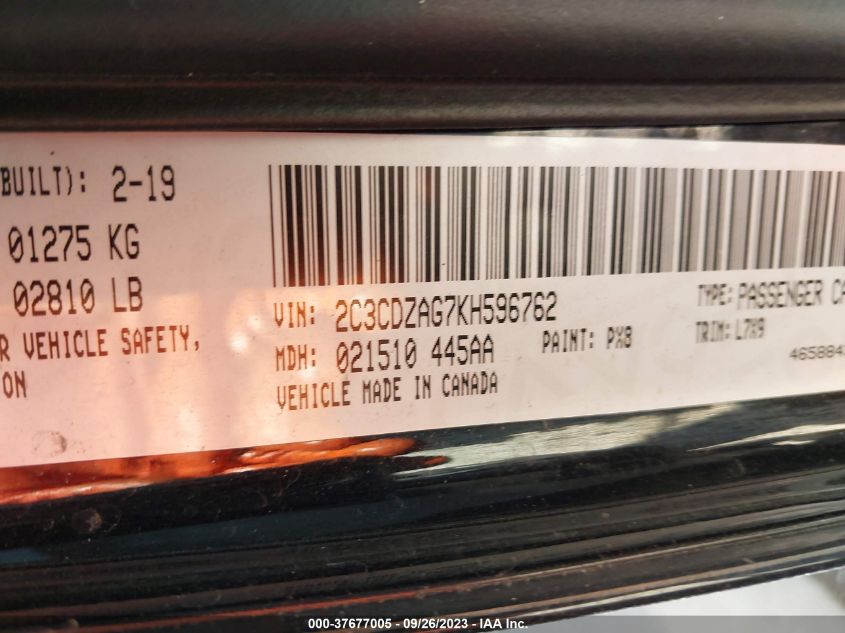 BUILT): 2-19
01275 KG
02810 LB
VEHICLE SAFETY,
ON
VIN: 2C3CDZAG7KH596762
TYPE: PASSENGER CA
MDH: 021510 445AA
PAINT: PX8
TRIM: L7X9
VEHICLE MADE IN CANADA
465884
000-37677005 - 09/26/2023 - IAA Inc.